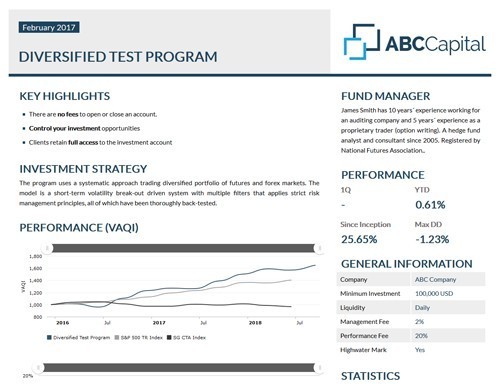 February 2017
DIVERSIFIED TEST PROGRAM
ABCCapital
KEY HIGHLIGHTS
There are no fees to open or close an account.
Control your investment opportunities
Clients retain full access to the investment account
INVESTMENT STRATEGY
The program uses a systematic approach trading diversified portfolio of futures and forex markets. The
model is a short-term volatility break-out driven system with multiple filters that applies strict risk
management principles, all of which have been thoroughly back-tested.
PERFORMANCE (VAQI)
1,800
1,600
1,400
1,200
1,000
800
VAQI
2016 Jul 2017 Jul 2018 Jul
Diversified Test Program S&P 500 TR Index SG CTA Index
20%
FUND MANAGER
James Smith has 10 years´ experience working for
an auditing company and 5 years´ experience as a
proprietary trader (option writing). A hedge fund
analyst and consultant since 2005. Registered by
National Futures Association..
PERFORMANCE
1Q YTD
- 0.61%
Since Inception Max DD
25.65% -1.23%
GENERAL INFORMATION
Company ABC Company
Minimum Investment 100,000 USD
Liquidity Daily
Management Fee 2%
Performance Fee 20%
Highwater Mark Yes
STATISTICS